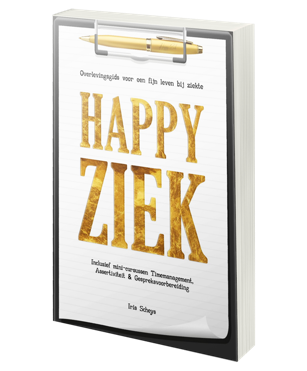 Overlevingsgids voor een fijn leven bij ziekte
HAPPY
ZIEK
Inclusief mini-cursussen Timemanagement,
Assertiviteit & Gespreksvoorbereiding
Iris Scheys